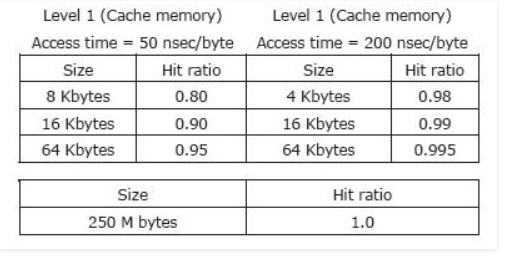 Level 1 (Cache memory) Level 1 (Cache memory)
Access time = 50 nsec/byte Access time = 200 nsec/byte
Size Hit ratio Size Hit ratio
8 Kbytes 0.80 4 Kbytes 0.98
16 Kbytes 0.90 16 Kbytes 0.99
64 Kbytes 0.95 64 Kbytes 0.995
Size Hit ratio
250 M bytes 1.0